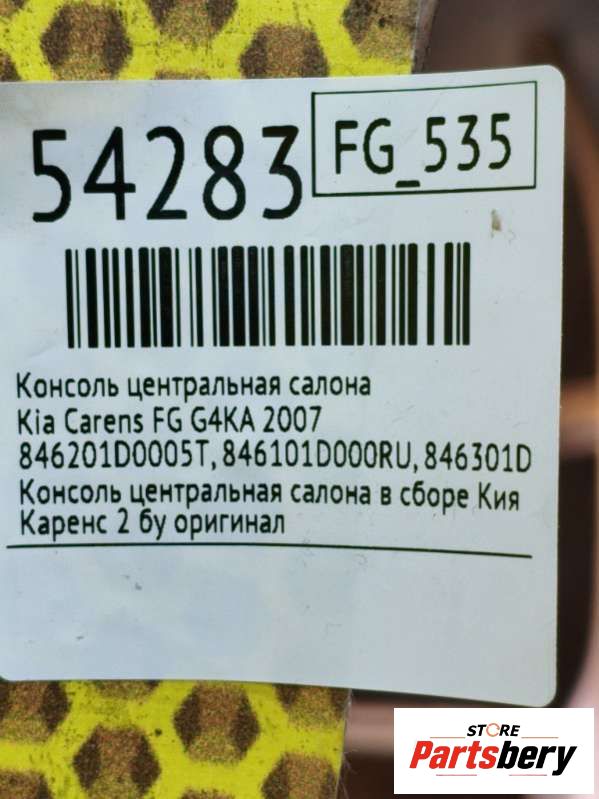 54283
FG_535
Консоль центральная салона
Kia Carens FG G4KA 2007
846201D0005T, 846101D000RU, 846301D
Консоль центральная салона в сборе Кия
Каренс 2 бу оригинал
STORE
Partsbery